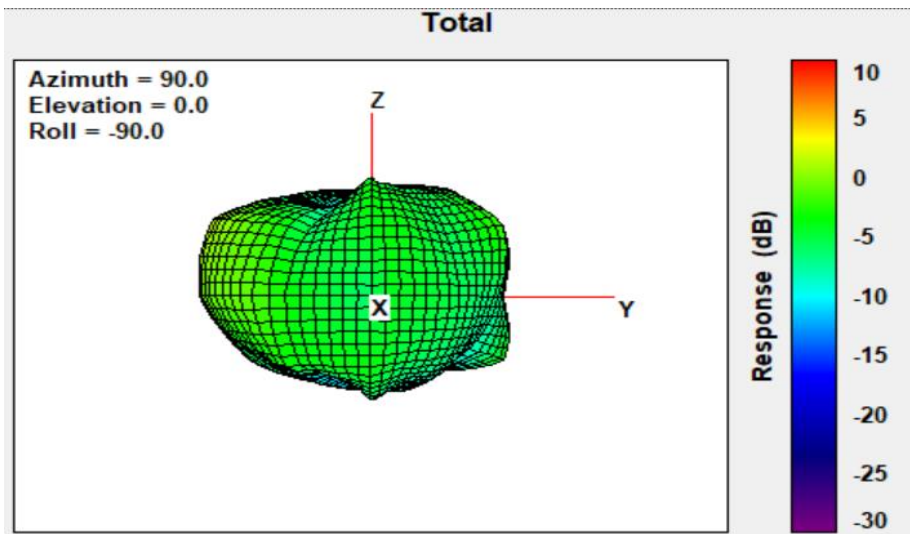 Total
Azimuth = 90.0
Elevation = 0.0
Roll = -90.0
Z
X
Y
Response (dB)
10
5
0
-5
-10
-15
-20
-25
-30